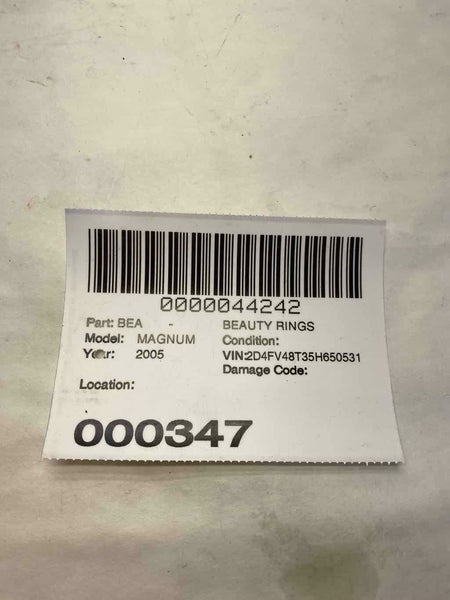 0000044242
Part: BEA - BEAUTY RINGS
Model: MAGNUM Condition:
Year: 2005 VIN:2D4FV48T35H650531
Damage Code:
Location:
000347